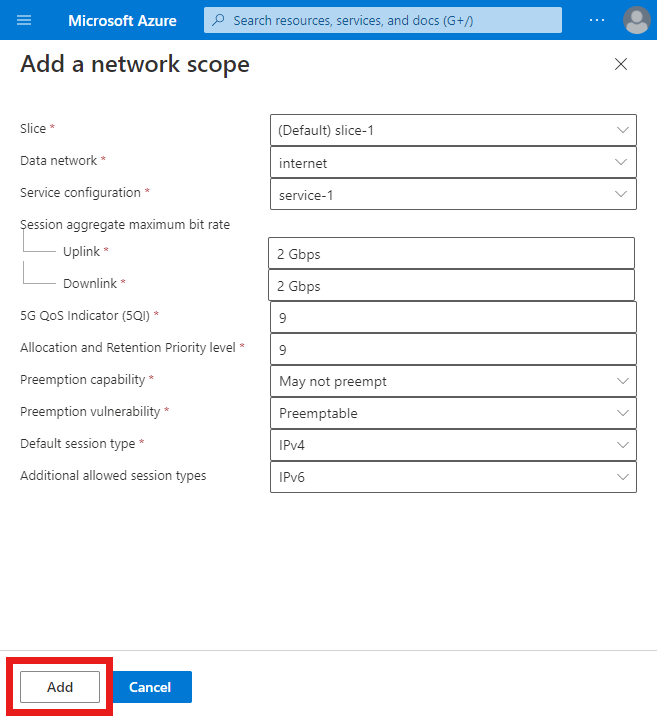 Microsoft Azure Search resources, services, and docs (G+/) ...
Add a network scope
Slice * (Default) slice-1
Data network * internet
Service configuration * service-1
Session aggregate maximum bit rate
Uplink * 2 Gbps
Downlink * 2 Gbps
5G QoS Indicator (5QI) * 9
Allocation and Retention Priority level * 9
Preemption capability * May not preempt
Preemption vulnerability * Preemptable
Default session type * IPv4
Additional allowed session types IPv6
Add Cancel